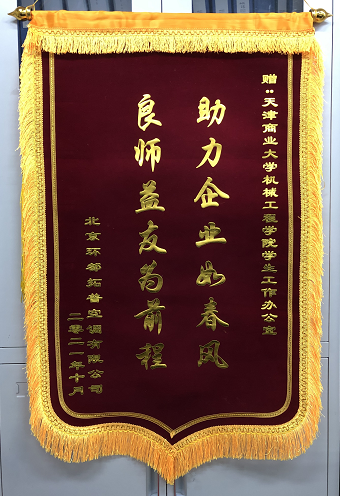 赠：天津商业大学机械工程学院学生工作办公室
助力企业如春风
良师益友为前程
北京环都拓普空调有限公司
二零二一年十月